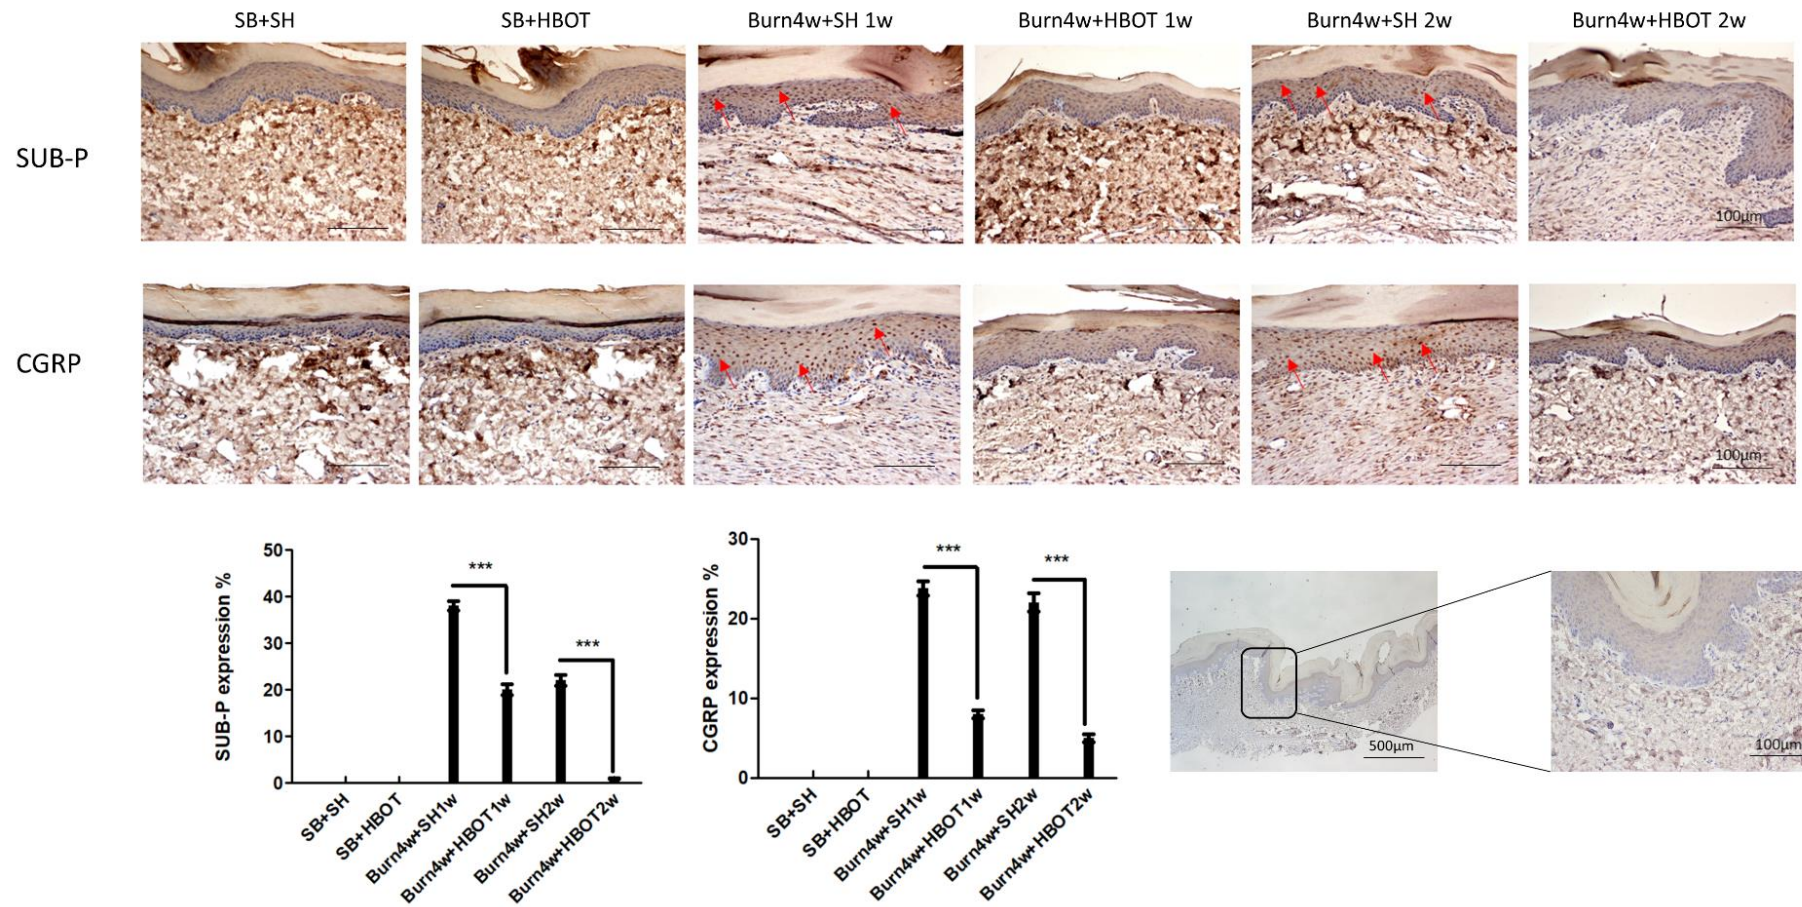 SB+SH SB+HBOT Burn4w+SH 1w Burn4w+HBOT 1w Burn4w+SH 2w Burn4w+HBOT 2w
SUB-P
100μm
CGRP
100μm
SUB-P expression %
50
40
30
20
10
0
***
***
SB+SH
SB+HBOT
Burn4w+SH1w
Burn4w+HBOT1w
Burn4w+SH2w
Burn4w+HBOT2w
CGRP expression %
30
20
10
0
***
***
SB+SH
SB+HBOT
Burn4w+SH1w
Burn4w+HBOT1w
Burn4w+SH2w
Burn4w+HBOT2w
500μm
100μm